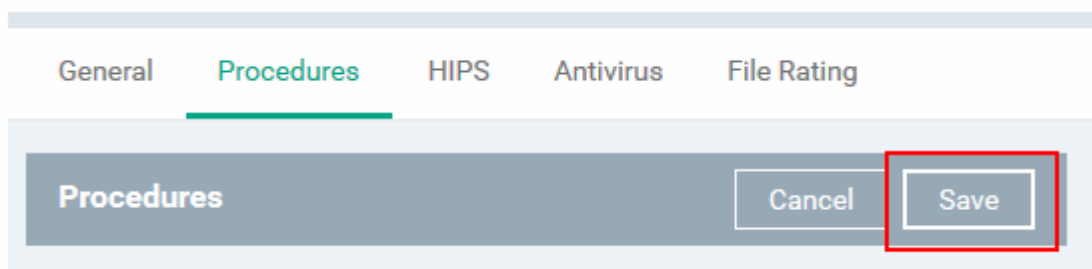 General Procedures HIPS Antivirus File Rating
Procedures Cancel Save